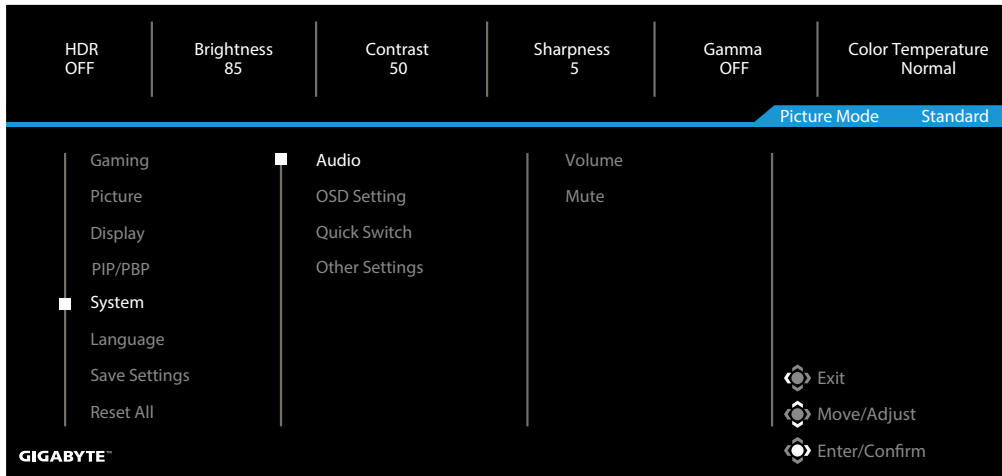 HDR
OFF
Brightness
85
Contrast
50
Sharpness
5
Gamma
OFF
Color Temperature
Normal
Picture Mode Standard
Gaming
Picture
Display
PIP/PBP
System
Language
Save Settings
Reset All
Audio
OSD Setting
Quick Switch
Other Settings
Volume
Mute
Exit
Move/Adjust
Enter/Confirm
GIGABYTE™